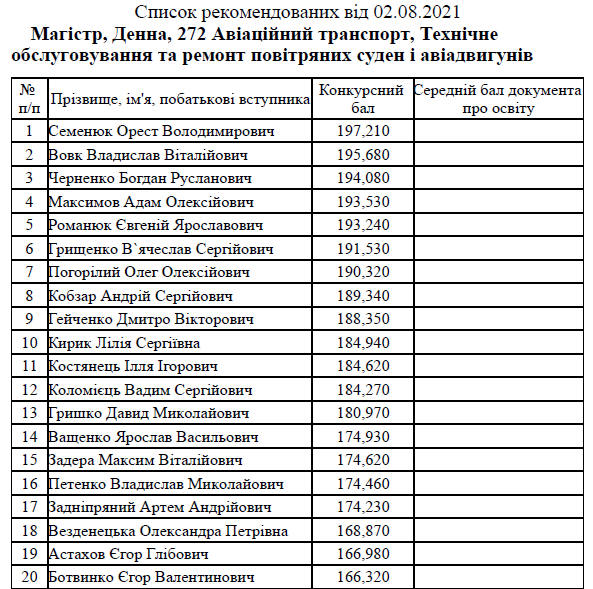 Список рекомендованих від 02.08.2021
Магістр, Денна, 272 Авіаційний транспорт, Технічне
обслуговування та ремонт повітряних суден і авіадвигунів
№ п/п Прізвище, ім'я, побатькові вступника Конкурсний бал Середній бал документа про освіту
1 Семенюк Орест Володимирович 197,210
2 Вовк Владислав Віталійович 195,680
3 Черненко Богдан Русланович 194,080
4 Максимов Адам Олексійович 193,530
5 Романюк Євгеній Ярославович 193,240
6 Грищенко В`ячеслав Сергійович 191,530
7 Погорілий Олег Олексійович 190,320
8 Кобзар Андрій Сергійович 189,340
9 Гейченко Дмитро Вікторович 188,350
10 Кирик Лілія Сергіївна 184,940
11 Костянець Ілля Ігорович 184,620
12 Коломієць Вадим Сергійович 184,270
13 Гришко Давид Миколайович 180,970
14 Ващенко Ярослав Васильович 174,930
15 Задера Максим Віталійович 174,620
16 Петенко Владислав Миколайович 174,460
17 Задніпряний Артем Андрійович 174,230
18 Везденецька Олександра Петрівна 168,870
19 Астахов Єгор Глібович 166,980
20 Ботвинко Єгор Валентинович 166,320